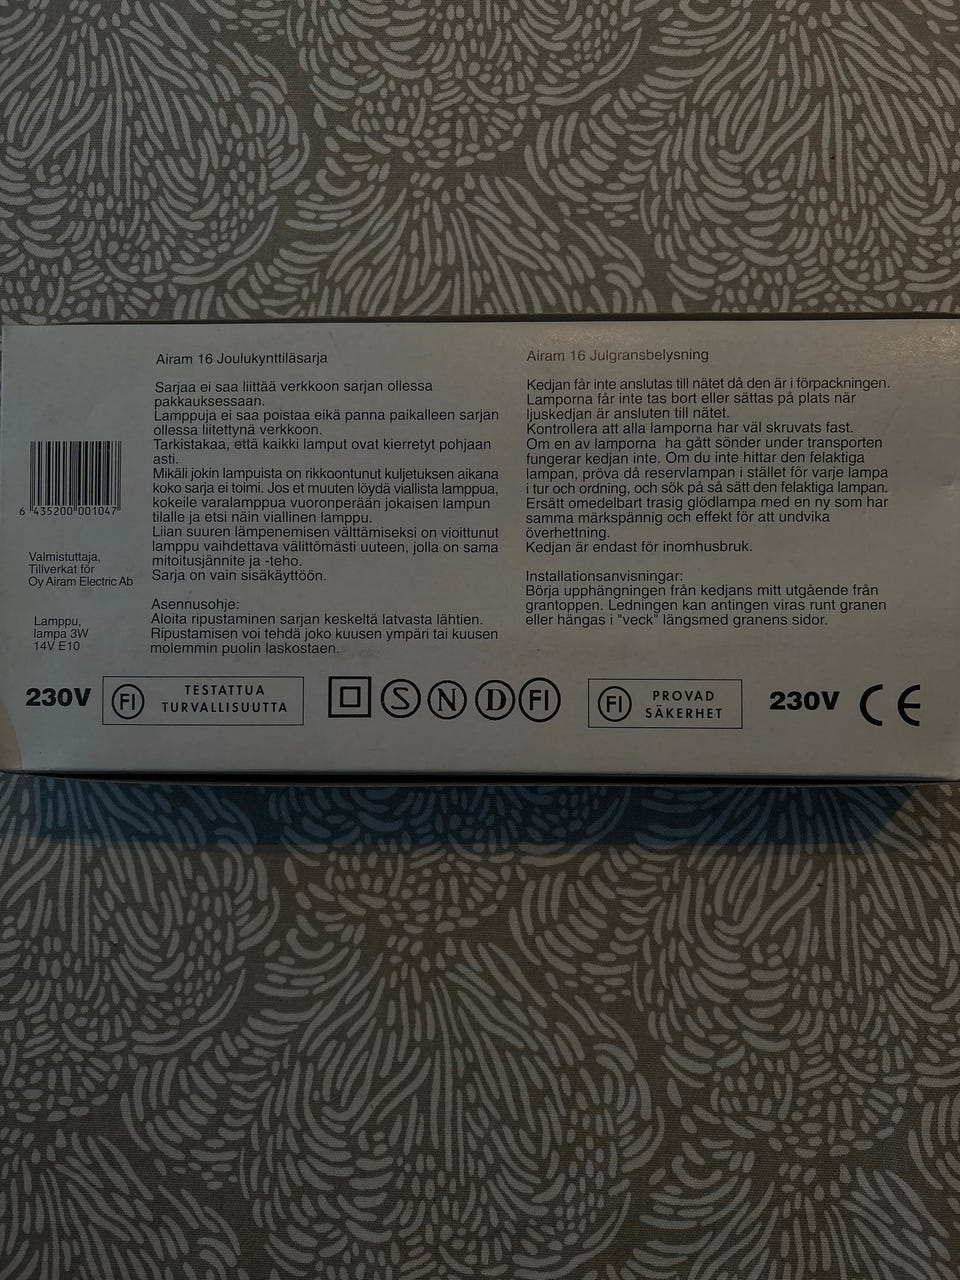 Airam 16 Joulukynttiläsarja
Sarjaa ei saa liittää verkkoon sarjan ollessa
pakkauksessaan.
Lamppuja ei saa poistaa eikä panna paikalleen sarjan
ollessa liitettynä verkkoon.
Tarkistakaa, että kaikki lamput ovat kierretyt pohjaan
asti.
Mikäli jokin lampuista on rikkoontunut kuljetuksen aikana
koko sarja ei toimi. Jos et muuten löydä viallista lamppua,
kokeile varalamppua vuoronperään jokaisen lampun
tilalle ja etsi näin viallinen lamppu.
Liian suuren lämpenemisen välttämiseksi on vioittunut
lamppu vaihdettava välittömästi uuteen, jolla on sama
mitoitusjännite ja -teho.
Sarja on vain sisäkäyttöön.
Asennusohje:
Aloita ripustaminen sarjan keskeltä latvasta lähtien.
Ripustamisen voi tehdä joko kuusen ympäri tai kuusen
molemmin puolin laskostaen.
Airam 16 Julgransbelysning
Kedjan får inte anslutas till nätet då den är i förpackningen.
Lamporna får inte tas bort eller sättas på plats när
ljuskedjan är ansluten till nätet.
Kontrollera att alla lamporna har väl skruvats fast.
Om en av lamporna ha gått sönder under transporten
fungerar kedjan inte. Om du inte hittar den felaktiga
lampan, pröva då reservlampan i stället för varje lampa
i tur och ordning, och sök på så sätt den felaktiga lampan.
Ersätt omedelbart trasig glödlampa med en ny som har
samma märkspännig och effekt för att undvika
överhettning.
Kedjan är endast för inomhusbruk.
Installationsanvisningar:
Börja upphängningen från kedjans mitt utgående från
grantoppen. Ledningen kan antingen viras runt granen
eller hängas i "veck" längsmed granens sidor.
6 435200 001047
Valmistuttaja,
Tillverkat för
Oy Airam Electric Ab
Lamppu,
lampa 3W
14V E10
230V
FI TESTATTUA
TURVALLISUUTTA
S N D FI
FI PROVAD
SÄKERHET
230V CE